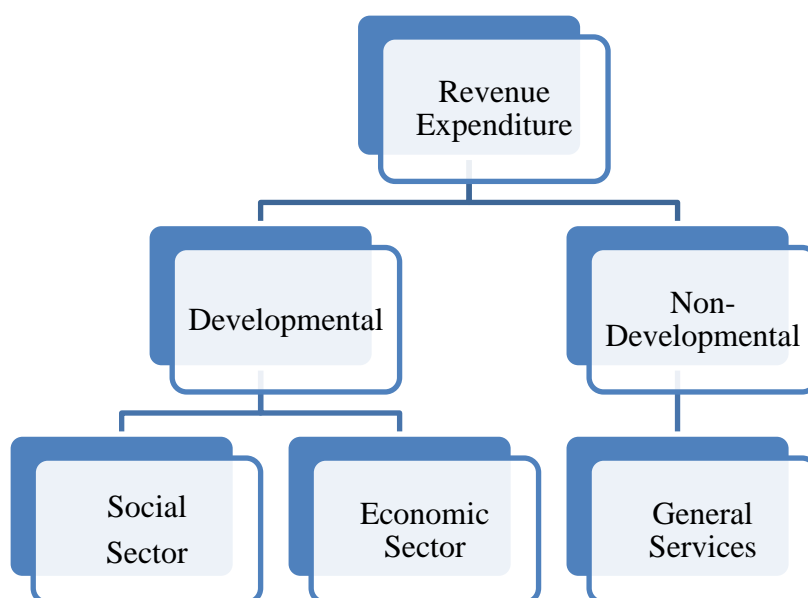 Revenue
Expenditure
Developmental
Non-
Developmental
Social
Sector
Economic
Sector
General
Services